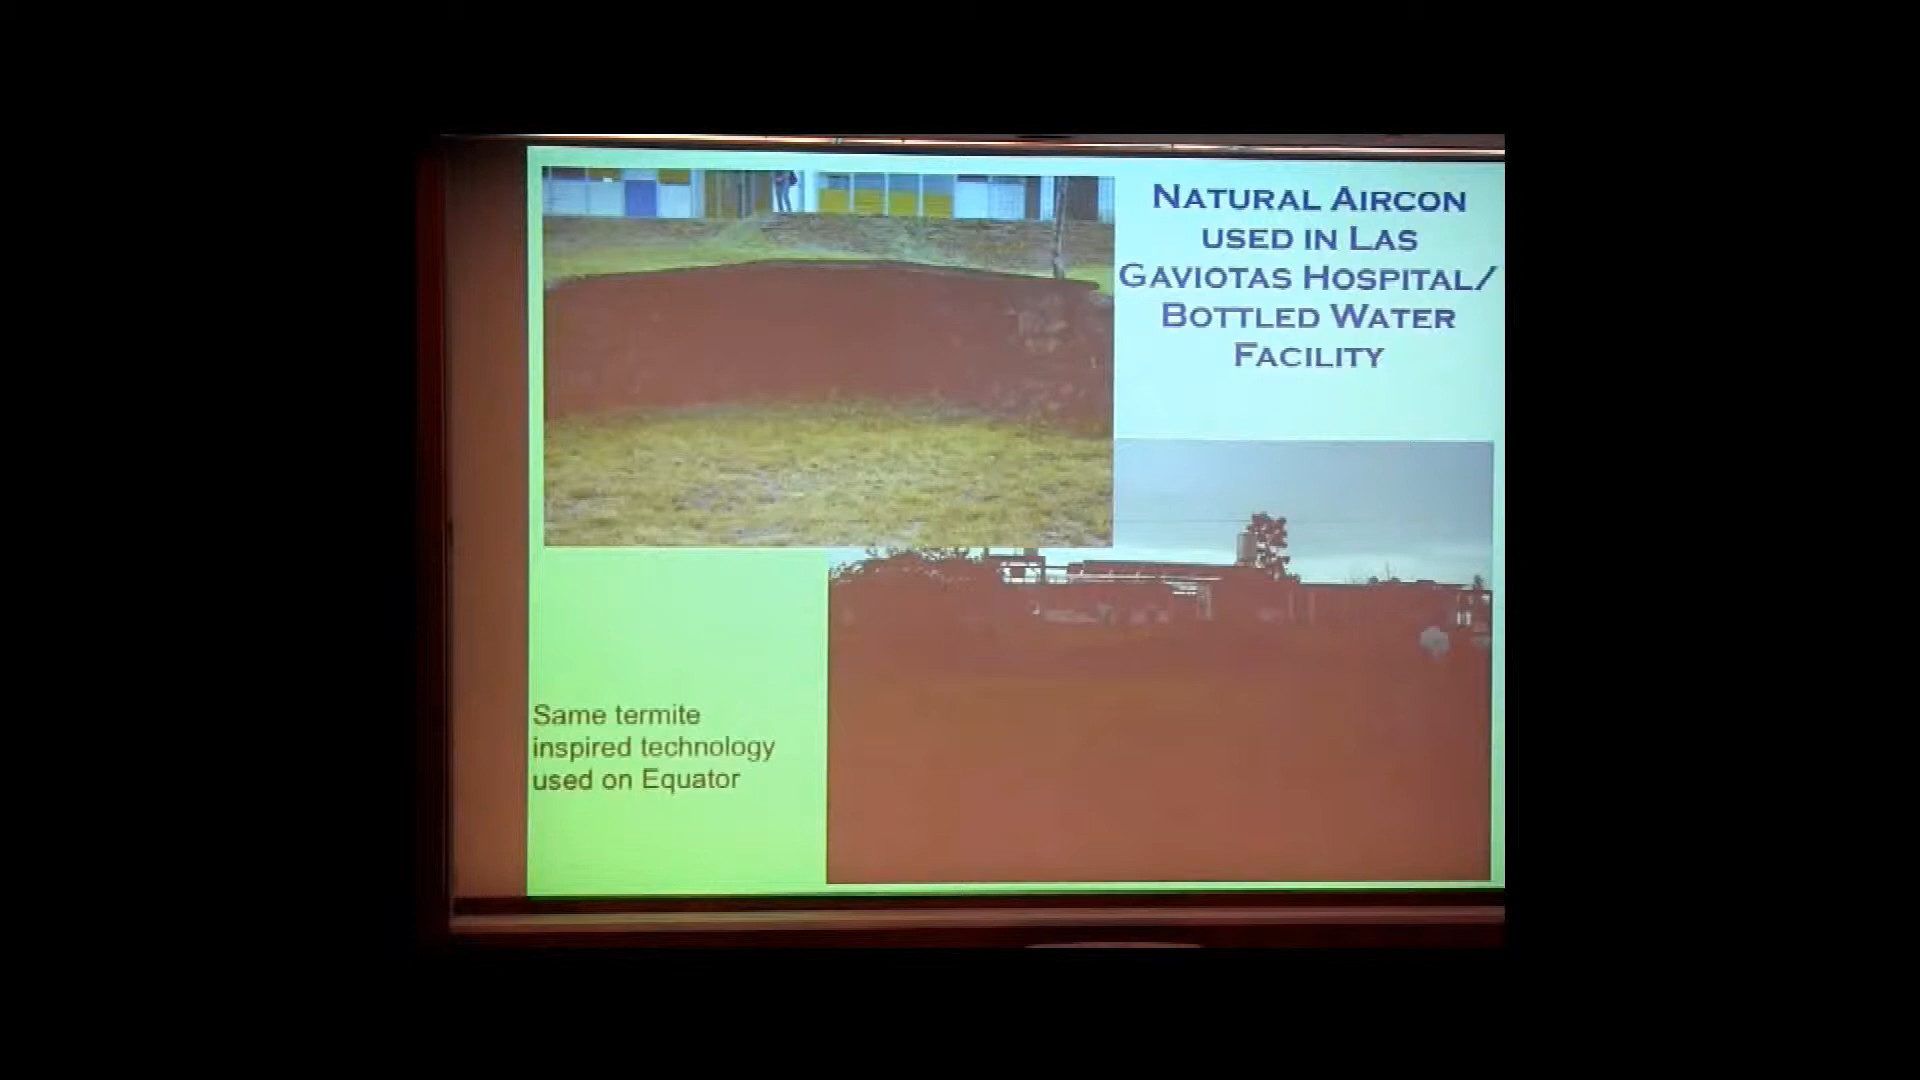 NATURAL AIRCON
USED IN LAS
GAVIOTAS HOSPITAL/
BOTTLED WATER
FACILITY
Same termite
inspired technology
used on Equator